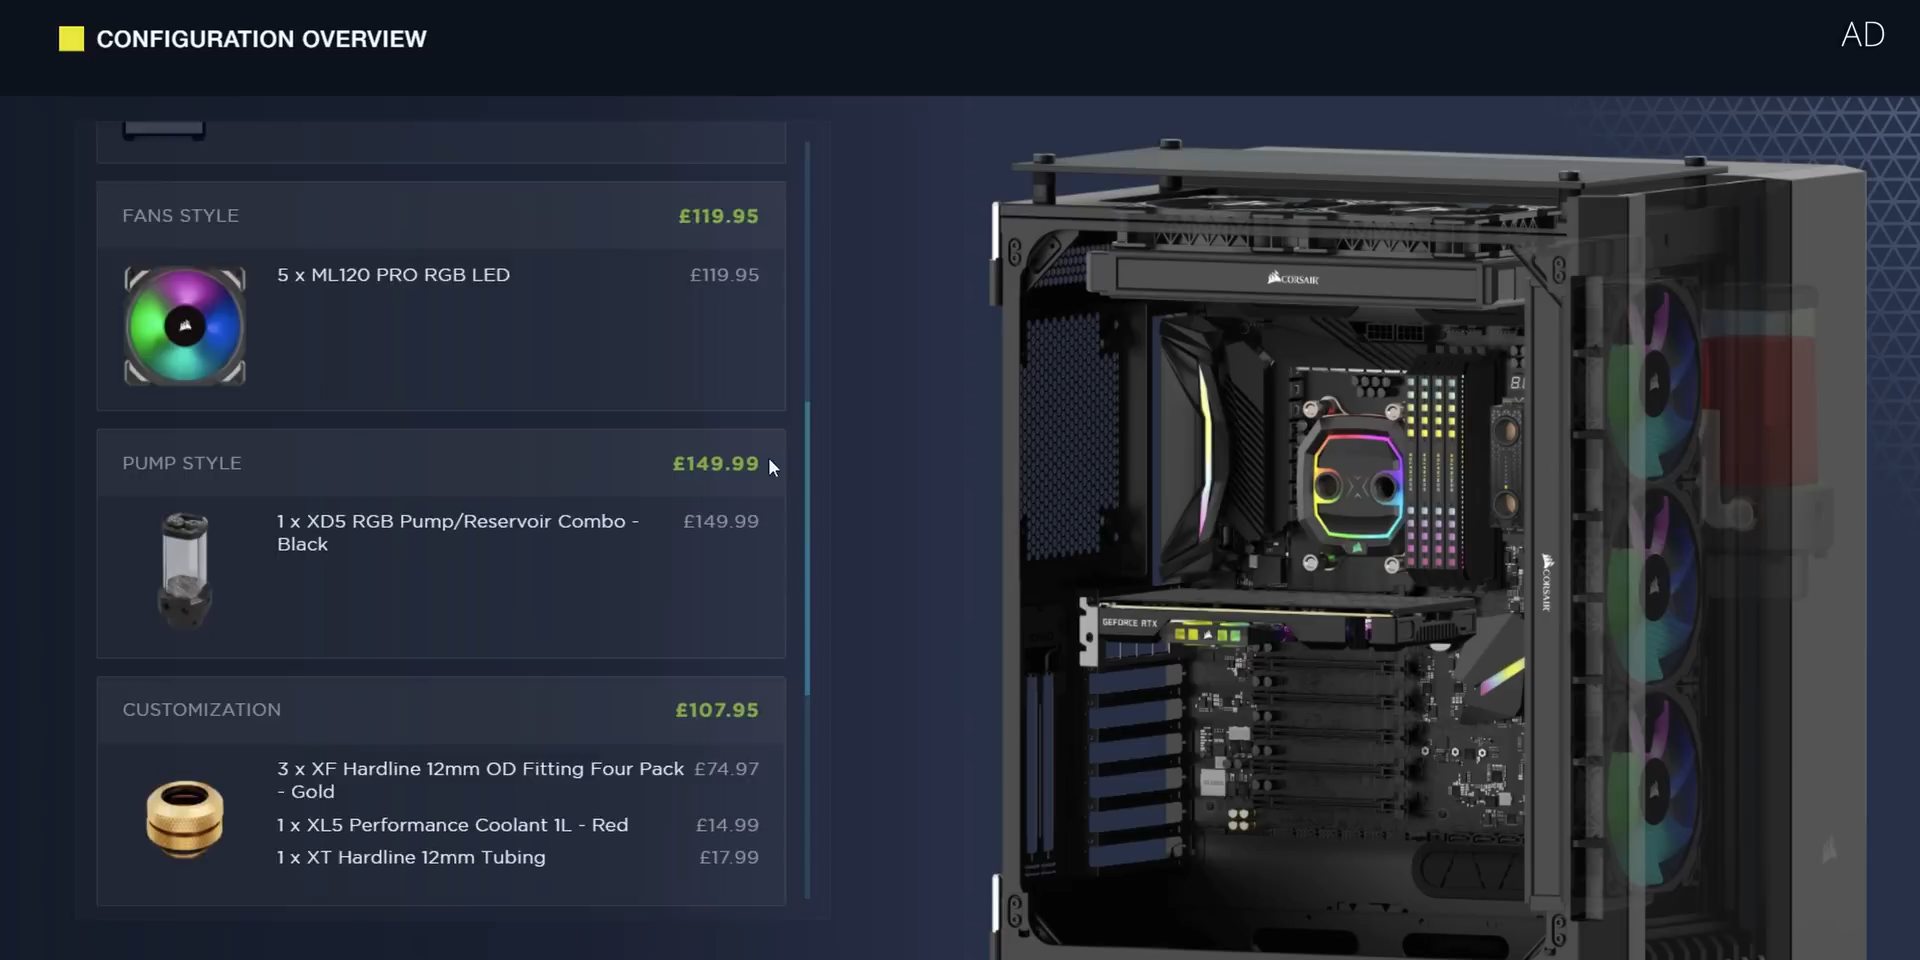 CONFIGURATION OVERVIEW
AD
FANS STYLE £119.95
5 x ML120 PRO RGB LED £119.95
PUMP STYLE £149.99
1 x XD5 RGB Pump/Reservoir Combo - £149.99
Black
CUSTOMIZATION £107.95
3 x XF Hardline 12mm OD Fitting Four Pack £74.97
- Gold
1 x XL5 Performance Coolant 1L - Red £14.99
1 x XT Hardline 12mm Tubing £17.99
CORSAIR
CORSAIR
GEFORCE RTX